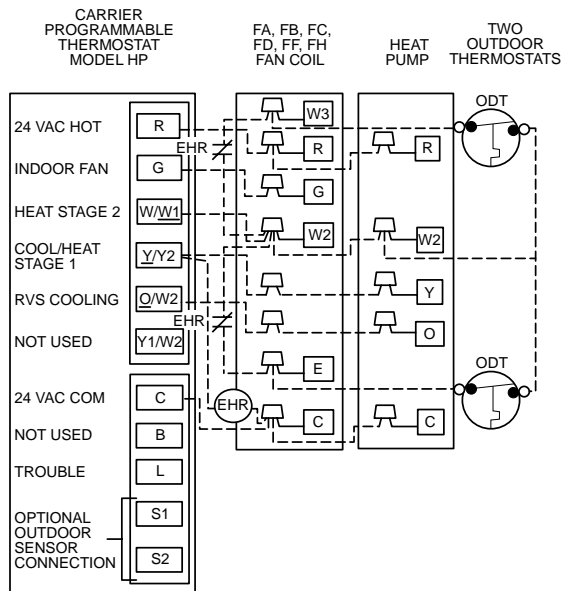 CARRIER
PROGRAMMABLE
THERMOSTAT
MODEL HP
FA, FB, FC,
FD, FF, FH
FAN COIL
HEAT
PUMP
TWO
OUTDOOR
THERMOSTATS
24 VAC HOT
R
INDOOR FAN
G
HEAT STAGE 2
W/W1
COOL/HEAT
STAGE 1
Y/Y2
RVS COOLING
O/W2
NOT USED
Y1/W2
24 VAC COM
C
NOT USED
B
TROUBLE
L
OPTIONAL
OUTDOOR
SENSOR
CONNECTION
S1
S2
EHR
EHR
EHR
W3
R
G
W2
E
C
R
W2
Y
O
C
ODT
ODT